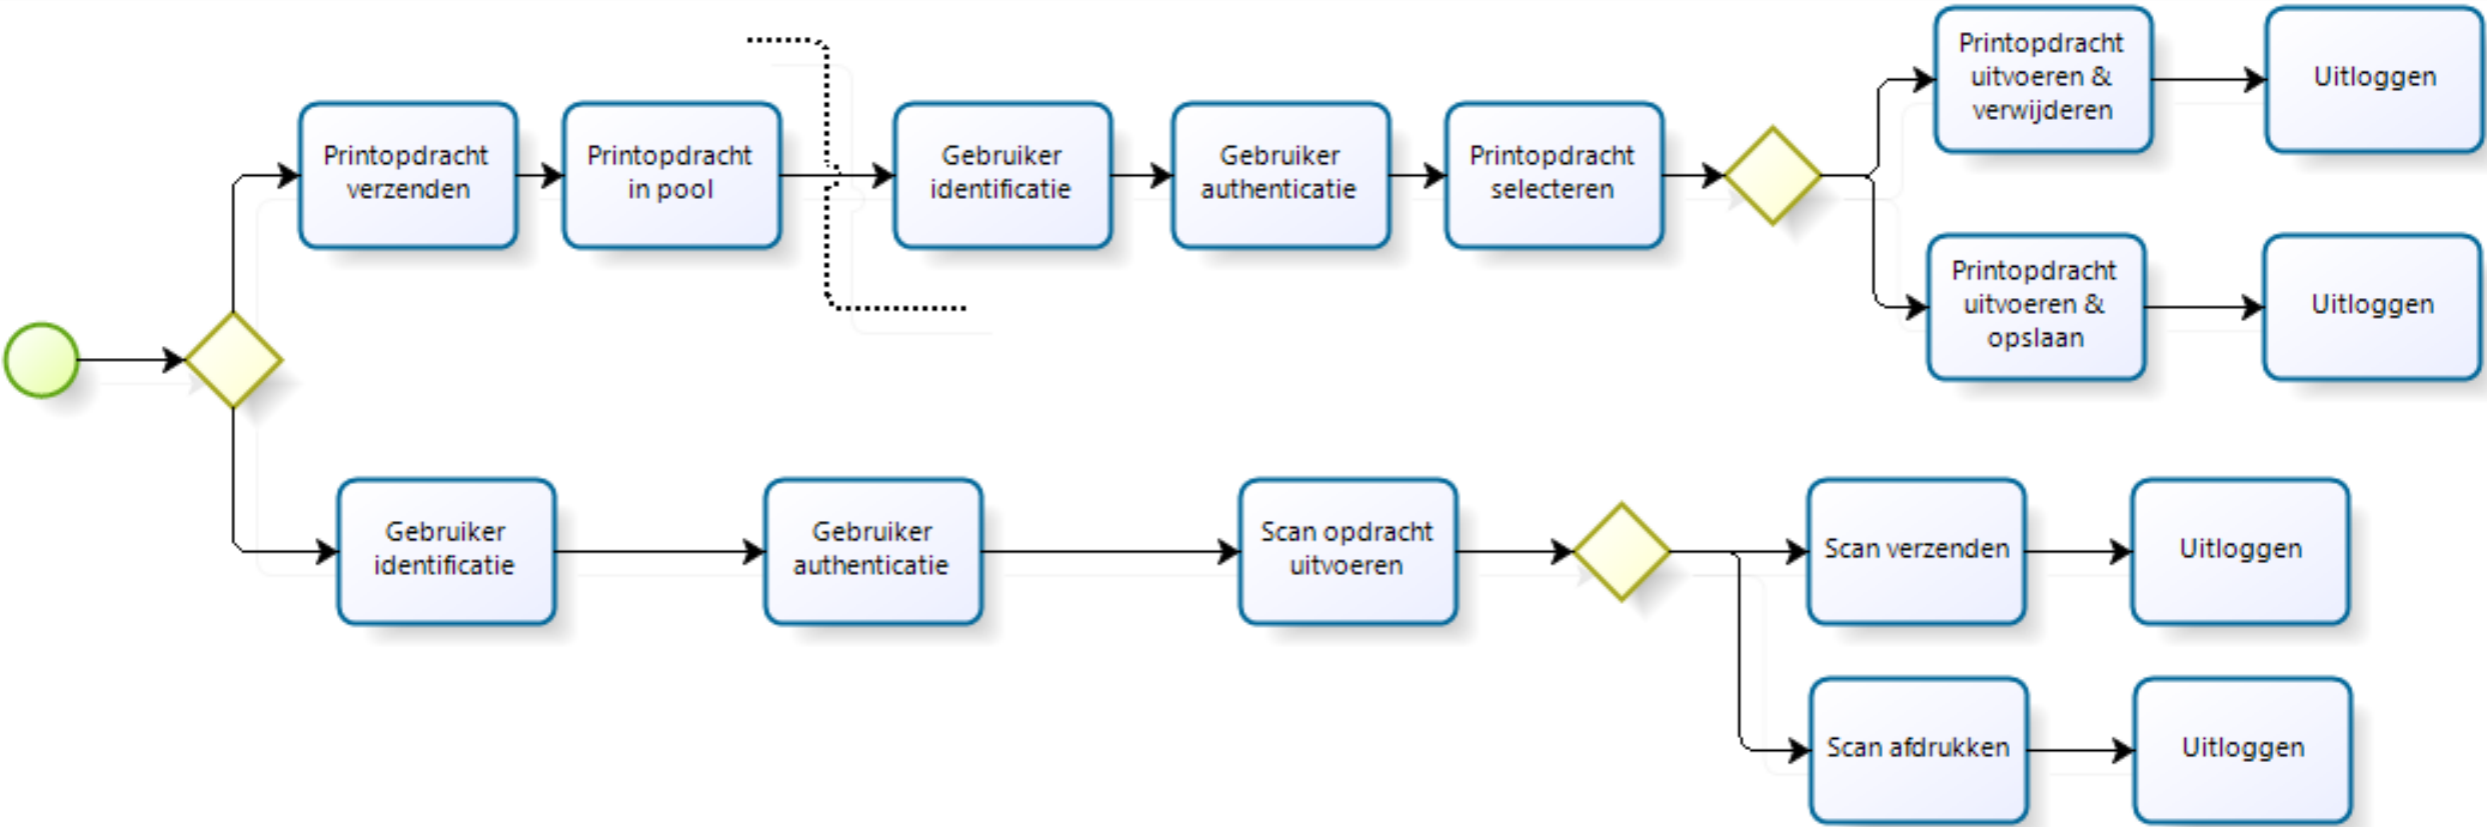 Printopdracht
verzenden
Printopdracht
in pool
Gebruiker
identificatie
Gebruiker
authenticatie
Printopdracht
selecteren
Printopdracht
uitvoeren &
verwijderen
Uitloggen
Printopdracht
uitvoeren &
opslaan
Uitloggen
Gebruiker
identificatie
Gebruiker
authenticatie
Scan opdracht
uitvoeren
Scan verzenden
Uitloggen
Scan afdrukken
Uitloggen